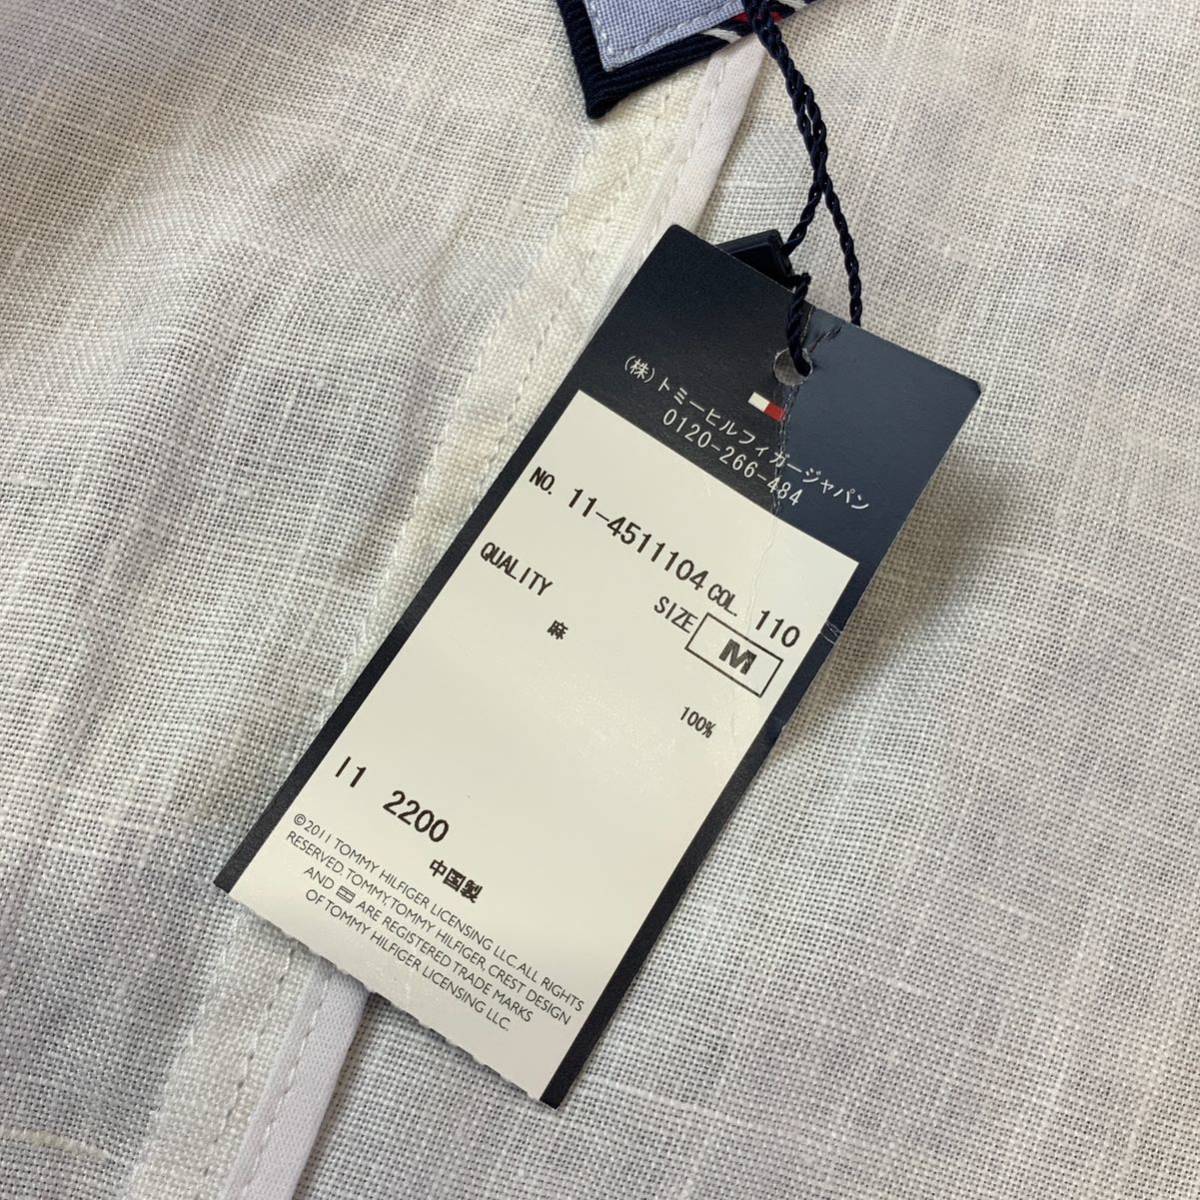 (株)トミーヒルフィガージャパン
0120-266-484
NO. 11-4511104 COL. 110
QUALITY SIZE M
麻 100%
11 2200
中国製
©2011 TOMMY HILFIGER LICENSING LLC. ALL RIGHTS
RESERVED. TOMMY, TOMMY HILFIGER, CREST DESIGN
AND ARE REGISTERED TRADE MARKS
OF TOMMY HILFIGER LICENSING LLC.